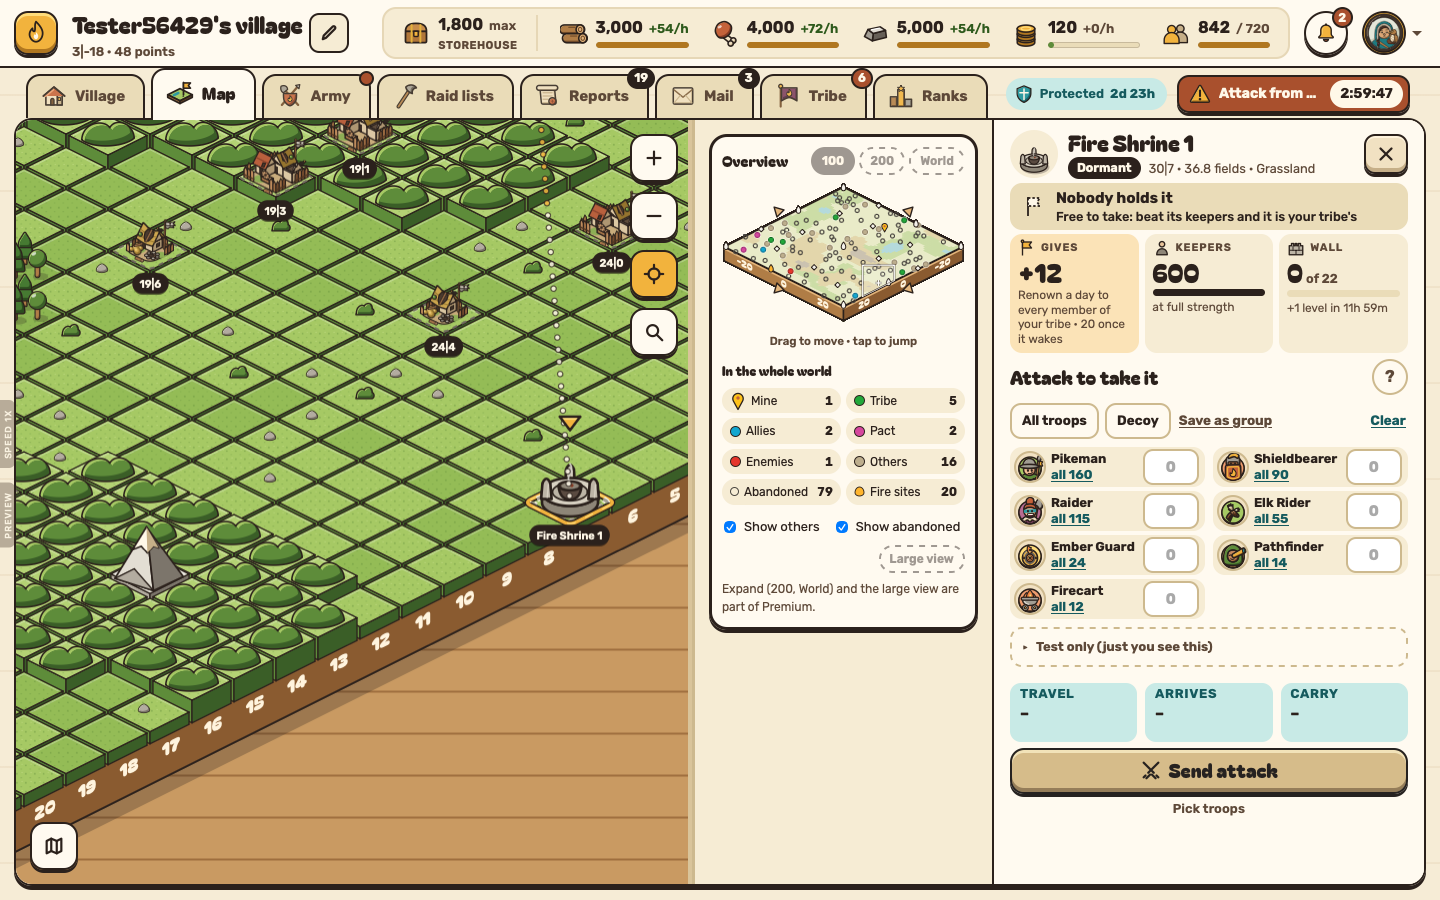 Tester56429's village
3|-18 • 48 points
1,800 max
STOREHOUSE
3,000 +54/h
4,000 +72/h
5,000 +54/h
120 +0/h
842 / 720
2
Village
Map
Army
Raid lists
Reports
19
Mail
3
Tribe
6
Ranks
Protected 2d 23h
Attack from ...
2:59:47
19|1
19|3
24|0
19|6
24|4
Fire Shrine 1
5
6
8
9
10
11
12
13
14
15
16
17
18
19
20
SPEED 1X
PREVIEW
Overview
100
200
World
-20
0
20
20
0
-20
Drag to move • tap to jump
In the whole world
Mine 1
Tribe 5
Allies 2
Pact 2
Enemies 1
Others 16
Abandoned 79
Fire sites 20
Show others
Show abandoned
Large view
Expand (200, World) and the large view are
part of Premium.
Fire Shrine 1
Dormant
30|7 • 36.8 fields • Grassland
Nobody holds it
Free to take: beat its keepers and it is your tribe's
GIVES
+12
Renown a day to
every member of
your tribe • 20 once
it wakes
KEEPERS
600
at full strength
WALL
0 of 22
+1 level in 11h 59m
Attack to take it
?
All troops
Decoy
Save as group
Clear
Pikeman
all 160
0
Shieldbearer
all 90
0
Raider
all 115
0
Elk Rider
all 55
0
Ember Guard
all 24
0
Pathfinder
all 14
0
Firecart
all 12
0
Test only (just you see this)
TRAVEL
-
ARRIVES
-
CARRY
-
Send attack
Pick troops